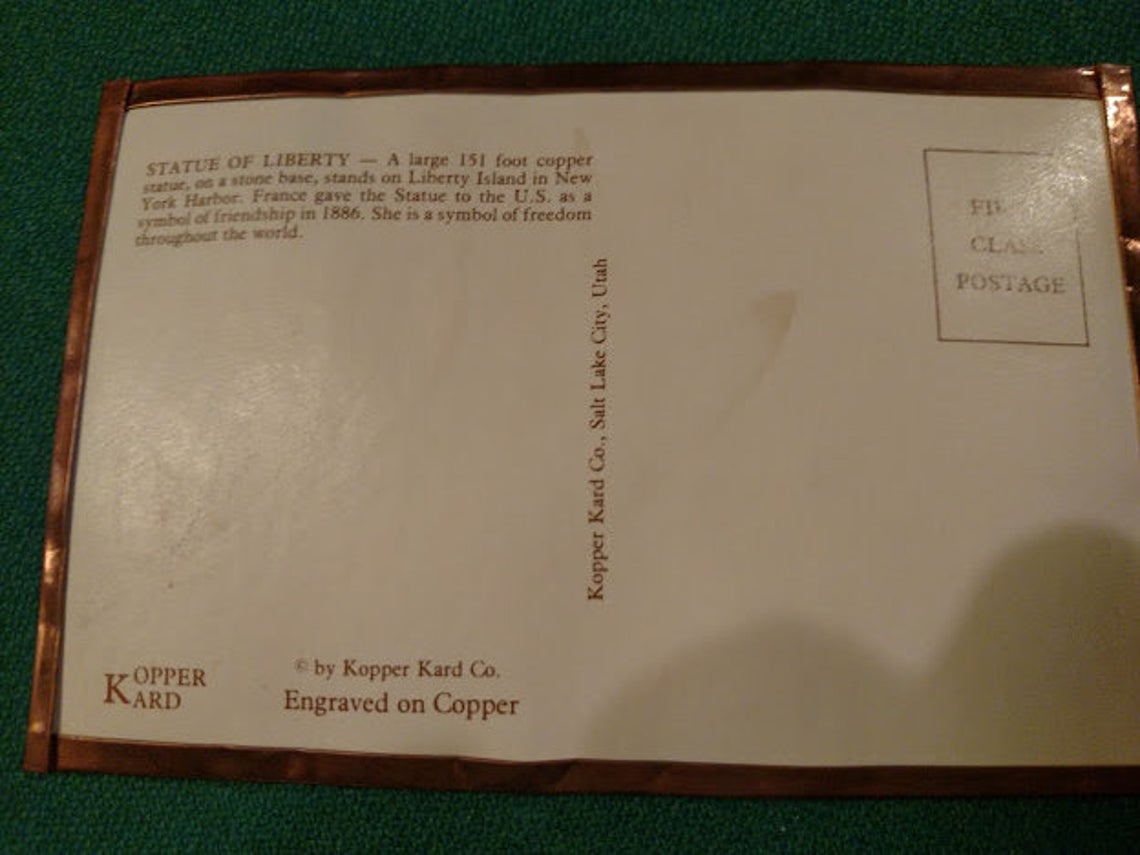 STATUE OF LIBERTY — A large 151 foot copper
statue, on a stone base, stands on Liberty Island in New
York Harbor. France gave the Statue to the U.S. as a
symbol of friendship in 1886. She is a symbol of freedom
throughout the world.
Kopper Kard Co., Salt Lake City, Utah
POSTAGE
KOPPER
KARD
© by Kopper Kard Co.
Engraved on Copper